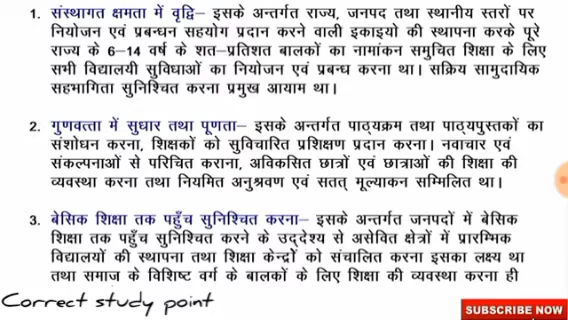 1. संस्थागत क्षमता में वृद्वि– इसके अन्तर्गत राज्य, जनपद तथा स्थानीय स्तरों पर
नियोजन एवं प्रबन्धन सहयोग प्रदान करने वाली इकाइयो की स्थापना करके पूरे
राज्य के 6–14 वर्ष के शत–प्रतिशत बालकों का नामांकन समुचित शिक्षा के लिए
सभी विद्यालयी सुविधाओं का नियोजन एवं प्रबन्ध करना था। सक्रिय सामुदायिक
सहभागिता सुनिश्चित करना प्रमुख आयाम था।
2. गुणवत्ता में सुधार तथा पूणता– इसके अन्तर्गत पाठ्यक्रम तथा पाठ्यपुस्तकों का
संशोधन करना, शिक्षकों को सुविचारित प्रशिक्षण प्रदान करना। नवाचार एवं
संकल्पनाओं से परिचित कराना, अविकसित छात्रों एवं छात्राओं की शिक्षा की
व्यवस्था करना तथा नियमित अनुश्रवण एवं सतत् मूल्याकन सम्मिलित था।
3. बेसिक शिक्षा तक पहुँच सुनिश्चित करना– इसके अन्तर्गत जनपदों में बेसिक
शिक्षा तक पहुँच सुनिश्चित करने के उद्देश्य से असेवित क्षेत्रों में प्रारम्भिक
विद्यालयों की स्थापना तथा शिक्षा केन्द्रों को संचालित करना इसका लक्ष्य था
तथा समाज के विशिष्ट वर्ग के बालकों के लिए शिक्षा की व्यवस्था करना ही
Correct study point
SUBSCRIBE NOW